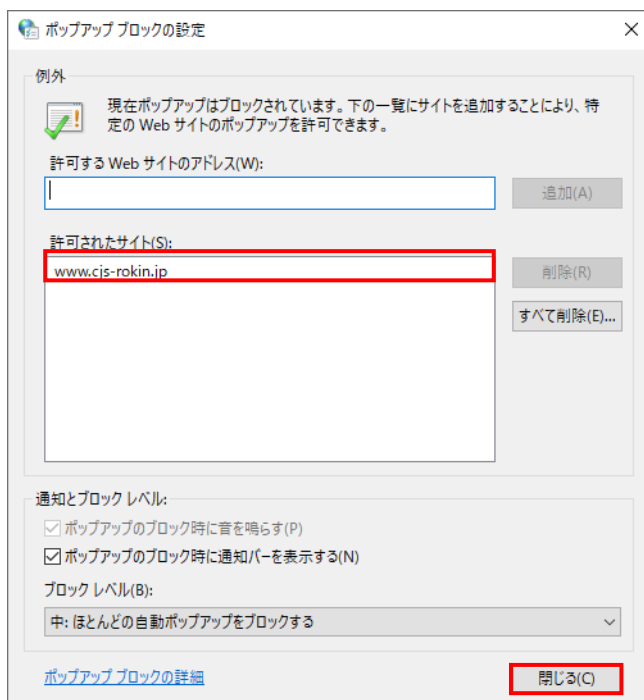 ポップアップ ブロックの設定
例外
現在ポップアップはブロックされています。下の一覧にサイトを追加することにより、特
定の Web サイトのポップアップを許可できます。
許可する Web サイトのアドレス(W):
追加(A)
許可されたサイト(S):
www.cjs-rokin.jp
削除(R)
すべて削除(E)...
通知とブロック レベル:
ポップアップのブロック時に音を鳴らす(P)
ポップアップのブロック時に通知バーを表示する(N)
ブロック レベル(B):
中: ほとんどの自動ポップアップをブロックする
ポップアップ ブロックの詳細
閉じる(C)